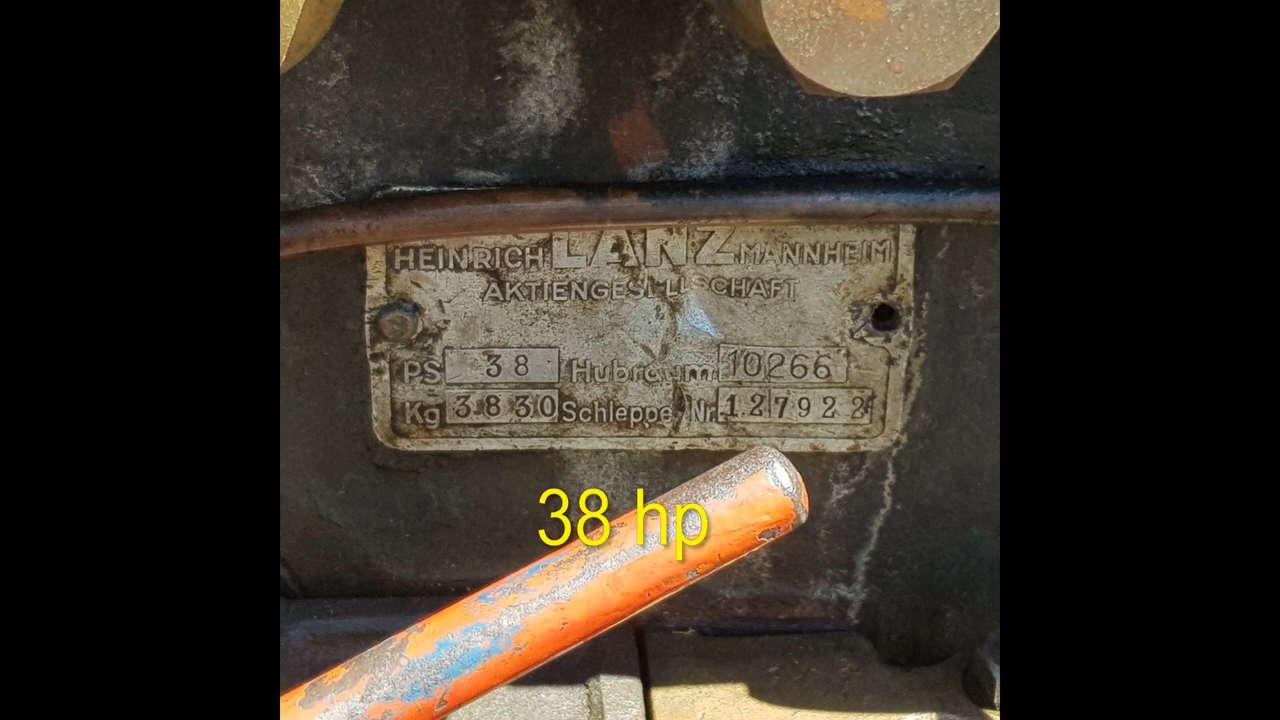 HEINRICH LANZ MANNHEIM
AKTIENGESELLSCHAFT
PS 38 Hubraum 10266
Kg 3830 Schlepper Nr. 127922
38 hp